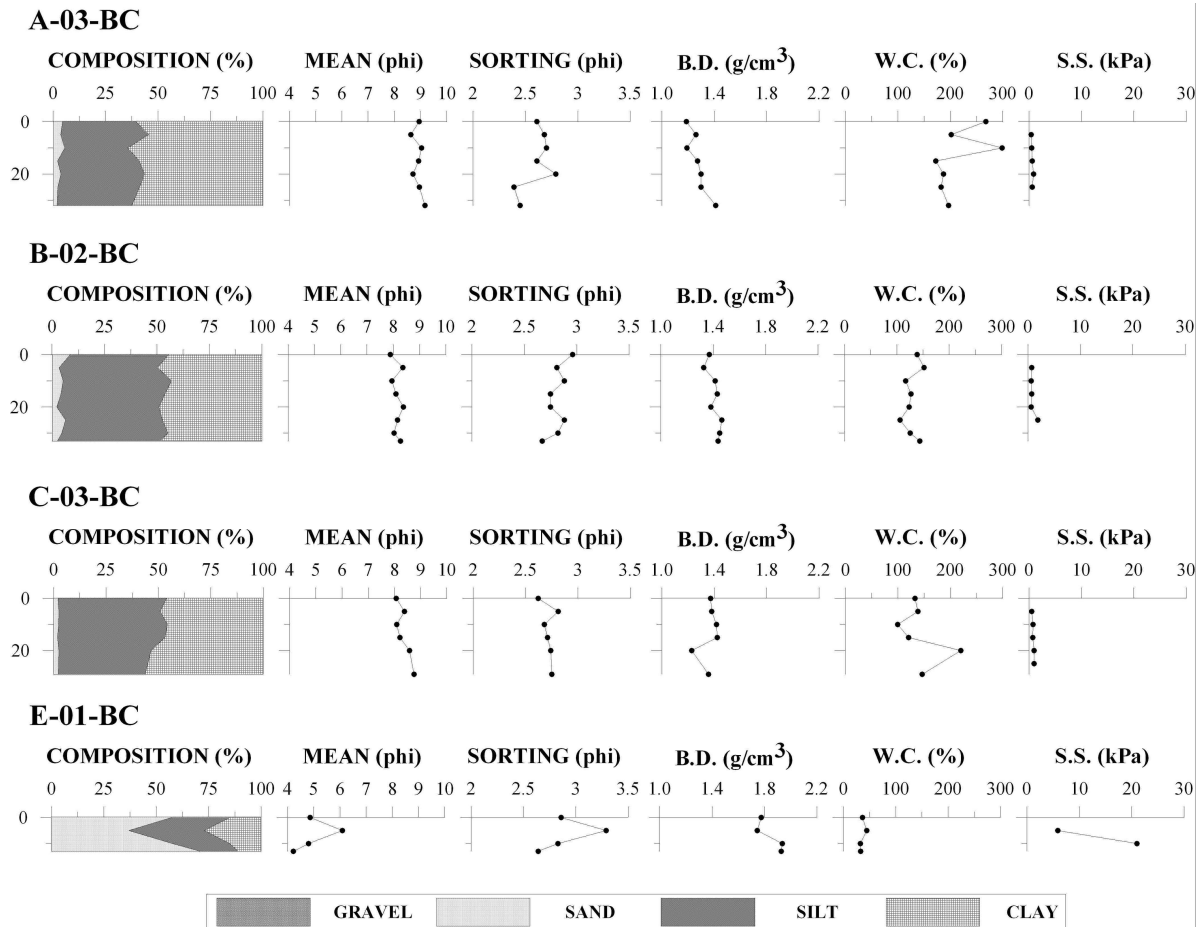 A-03-BC
COMPOSITION (%) MEAN (phi) SORTING (phi) B.D. (g/cm3) W.C. (%) S.S. (kPa)
0 25 50 75 100 4 5 6 7 8 9 10 2 2.5 3 3.5 1.0 1.4 1.8 2.2 0 100 200 300 0 10 20 30
0
20
B-02-BC
COMPOSITION (%) MEAN (phi) SORTING (phi) B.D. (g/cm3) W.C. (%) S.S. (kPa)
0 25 50 75 100 4 5 6 7 8 9 10 2 2.5 3 3.5 1.0 1.4 1.8 2.2 0 100 200 300 0 10 20 30
0
20
C-03-BC
COMPOSITION (%) MEAN (phi) SORTING (phi) B.D. (g/cm3) W.C. (%) S.S. (kPa)
0 25 50 75 100 4 5 6 7 8 9 10 2 2.5 3 3.5 1.0 1.4 1.8 2.2 0 100 200 300 0 10 20 30
0
20
E-01-BC
COMPOSITION (%) MEAN (phi) SORTING (phi) B.D. (g/cm3) W.C. (%) S.S. (kPa)
0 25 50 75 100 4 5 6 7 8 9 10 2 2.5 3 3.5 1.0 1.4 1.8 2.2 0 100 200 300 0 10 20 30
0
GRAVEL SAND SILT CLAY